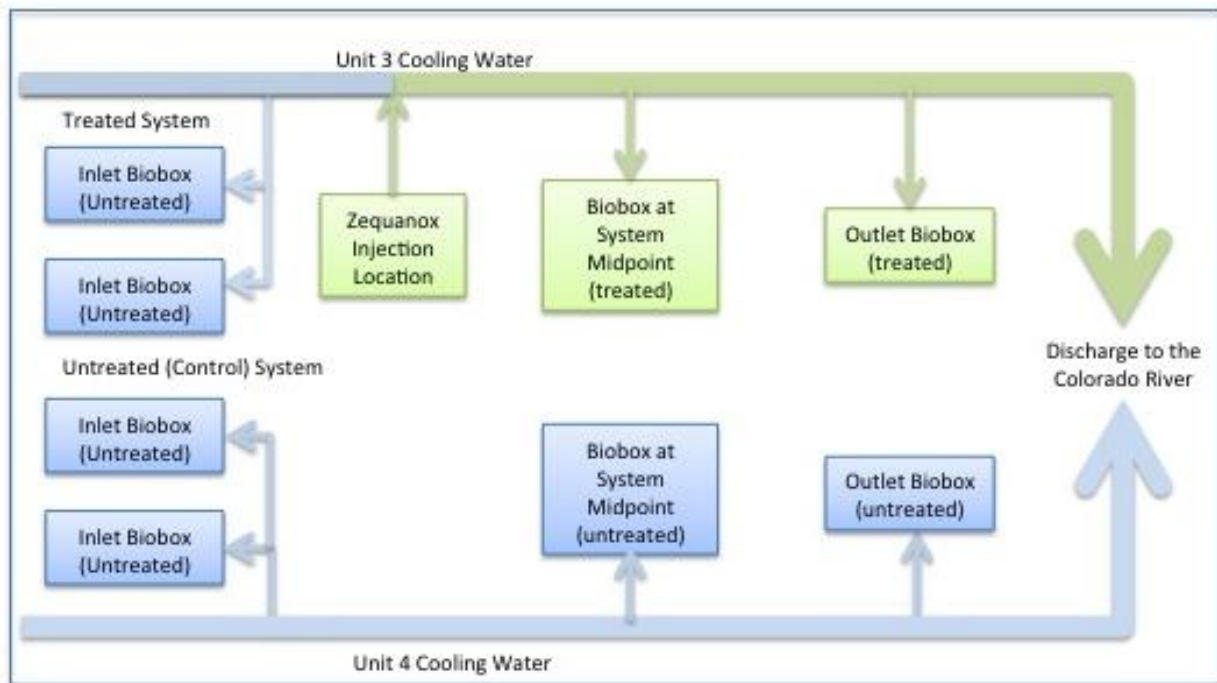 Unit 3 Cooling Water
Treated System
Inlet Biobox
(Untreated)
Inlet Biobox
(Untreated)
Zequanox
Injection
Location
Biobox at
System
Midpoint
(treated)
Outlet Biobox
(treated)
Discharge to the
Colorado River
Untreated (Control) System
Inlet Biobox
(Untreated)
Inlet Biobox
(Untreated)
Biobox at
System
Midpoint
(untreated)
Outlet Biobox
(untreated)
Unit 4 Cooling Water